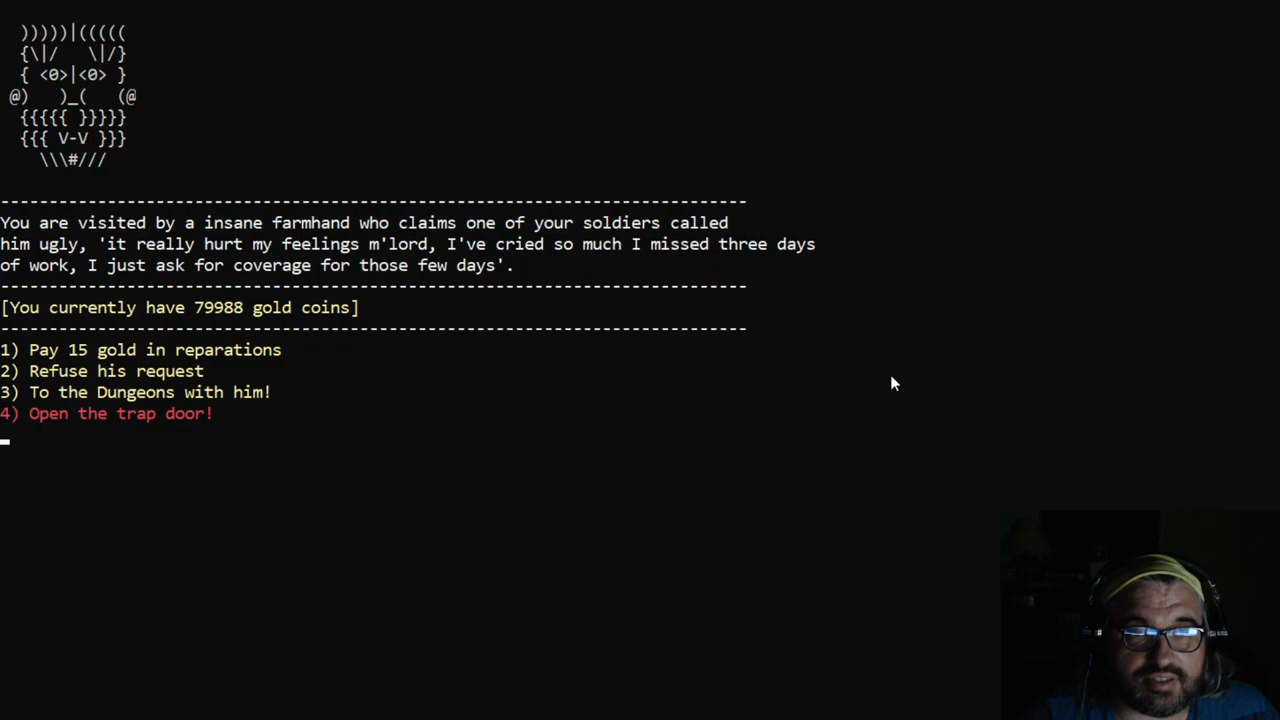 )))))|(((((
{\|/   \|/}
{ <0>|<0> }
@)   )_(   (@
{{{{{ }}}}}
{{{ V-V }}}
\\\#///
-----------------------------------------------------------------------------
You are visited by a insane farmhand who claims one of your soldiers called
him ugly, 'it really hurt my feelings m'lord, I've cried so much I missed three days
of work, I just ask for coverage for those few days'.
-----------------------------------------------------------------------------
[You currently have 79988 gold coins]
-----------------------------------------------------------------------------
1) Pay 15 gold in reparations
2) Refuse his request
3) To the Dungeons with him!
4) Open the trap door!